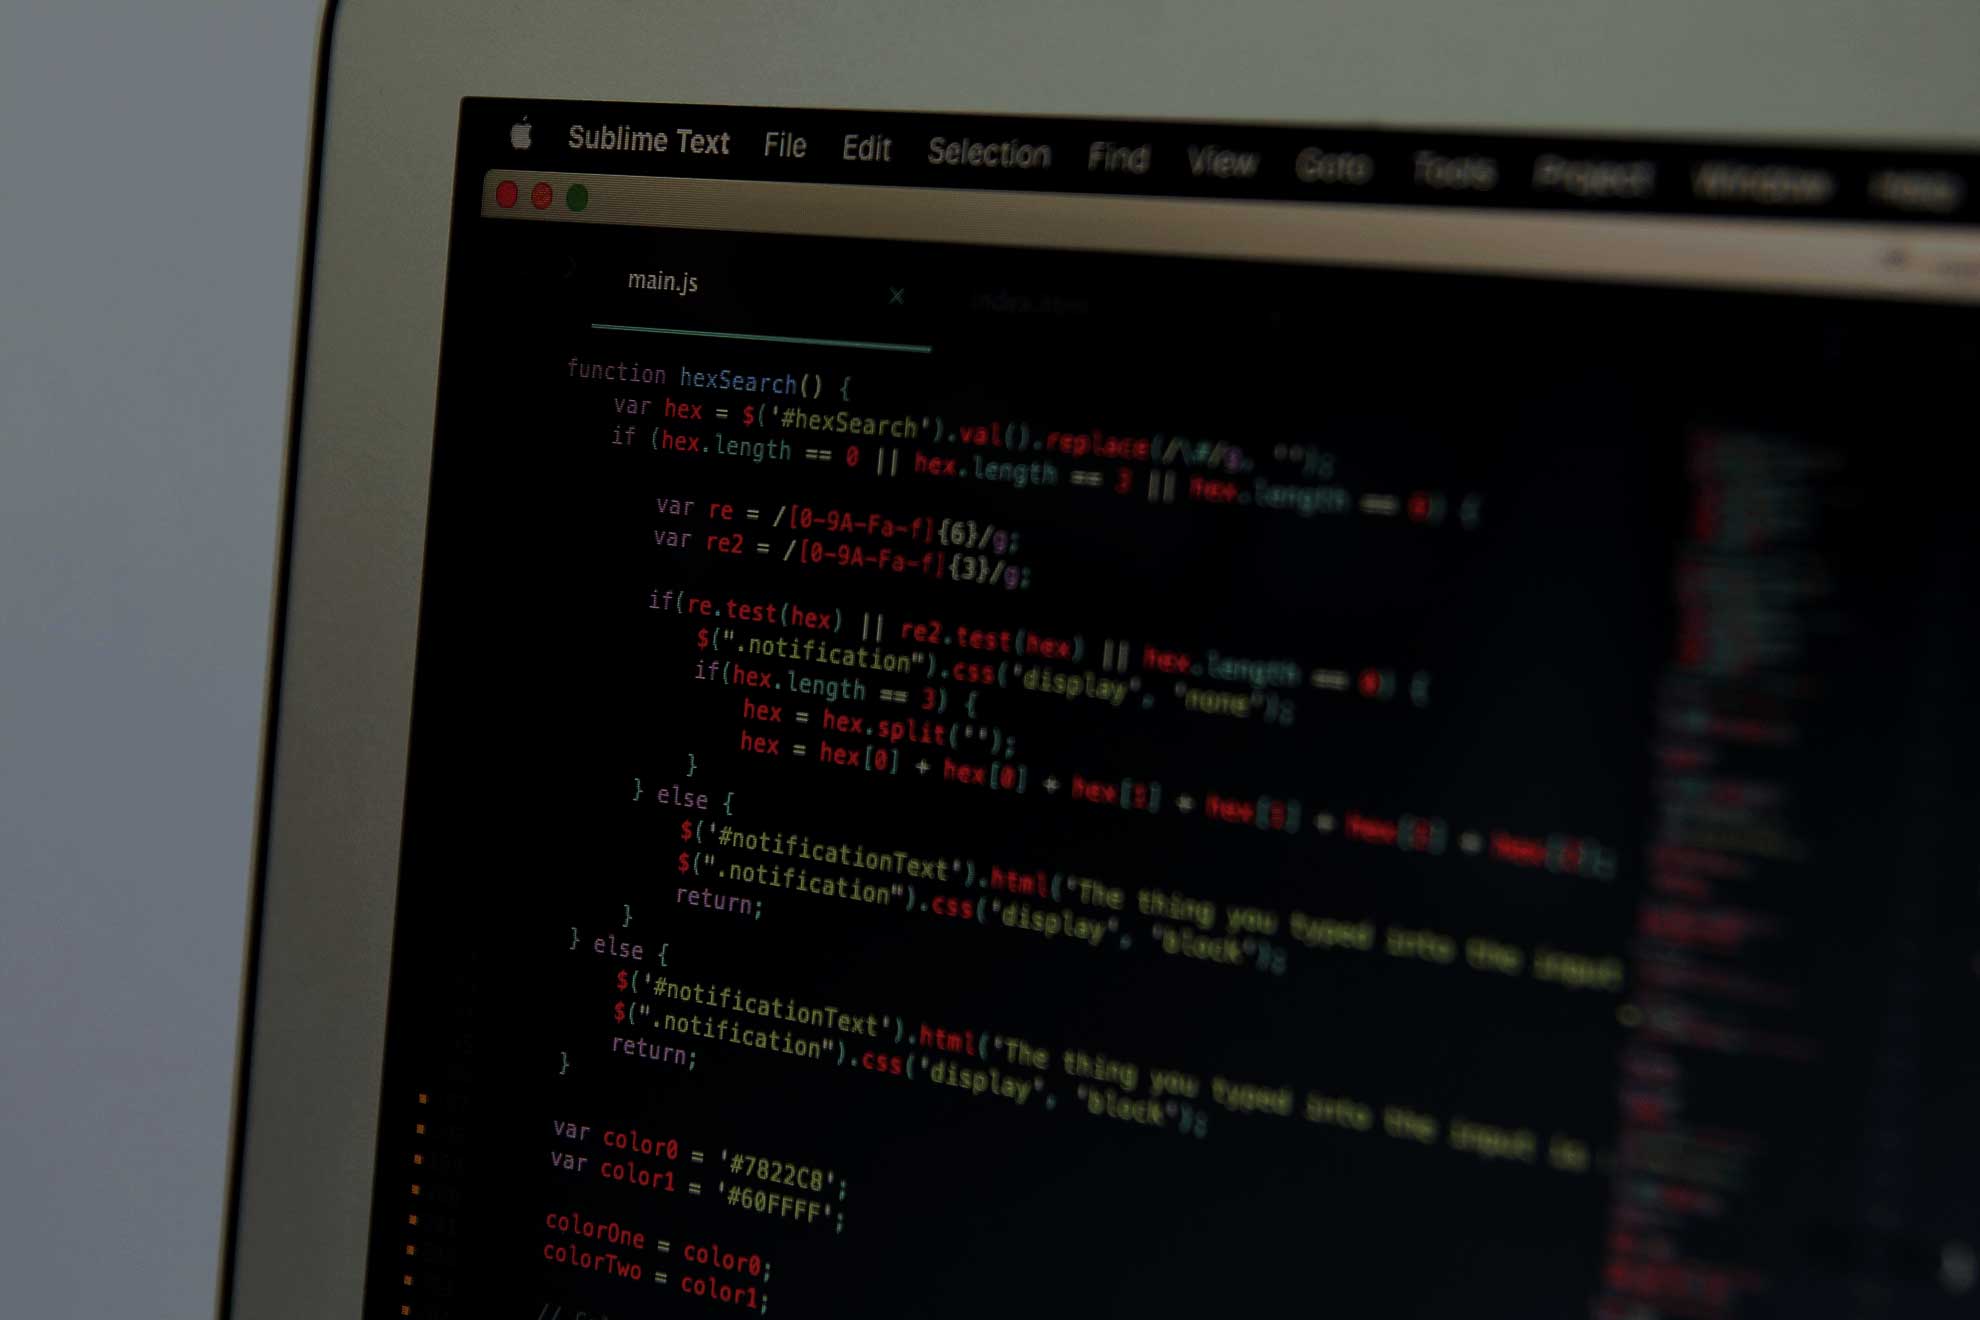 Sublime Text File Edit Selection Find View Goto Tools Project Window Help
main.js index.html
function hexSearch() {
var hex = $('#hexSearch').val().replace(/\#/g, '');
if (hex.length == 0 || hex.length == 3 || hex.length == ) {
var re = /[0-9A-Fa-f]{6}/g;
var re2 = /[0-9A-Fa-f]{3}/g;
if(re.test(hex) || re2.test(hex) || hex.length == 0) {
$(".notification").css('display', 'none');
if(hex.length == 3) {
hex = hex.split('');
hex = hex[0] + hex[0] + hex[1] + hex[1] + hex[2] + hex[2];
}
} else {
$('#notificationText').html('The thing you typed into the input
$(".notification").css('display', 'block');
return;
}
} else {
$('#notificationText').html('The thing you typed into the input is
$(".notification").css('display', 'block');
return;
}
var color0 = '#7822C8';
var color1 = '#60FFFF';
colorOne = color0;
colorTwo = color1;
//